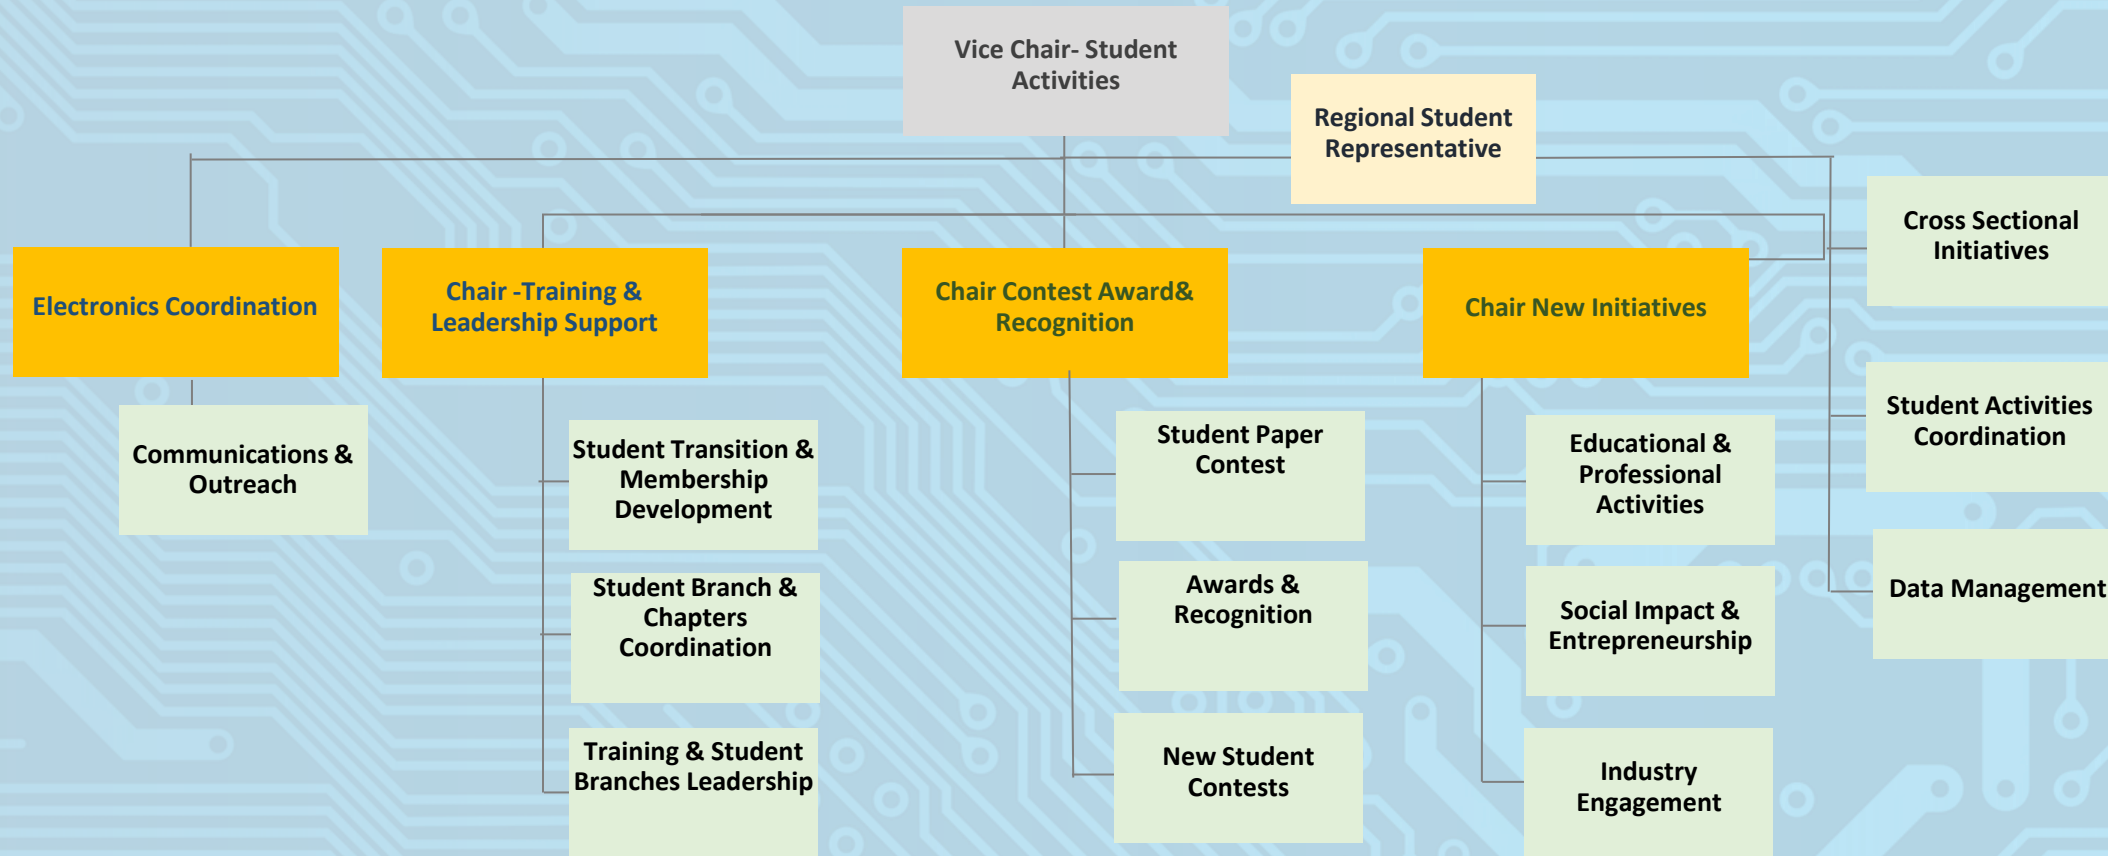 Vice Chair- Student
Activities
Regional Student
Representative
Electronics Coordination
Communications &
Outreach
Chair -Training &
Leadership Support
Student Transition &
Membership
Development
Student Branch &
Chapters
Coordination
Training & Student
Branches Leadership
Chair Contest Award&
Recognition
Student Paper
Contest
Awards &
Recognition
New Student
Contests
Chair New Initiatives
Educational &
Professional
Activities
Social Impact &
Entrepreneurship
Industry
Engagement
Cross Sectional
Initiatives
Student Activities
Coordination
Data Management